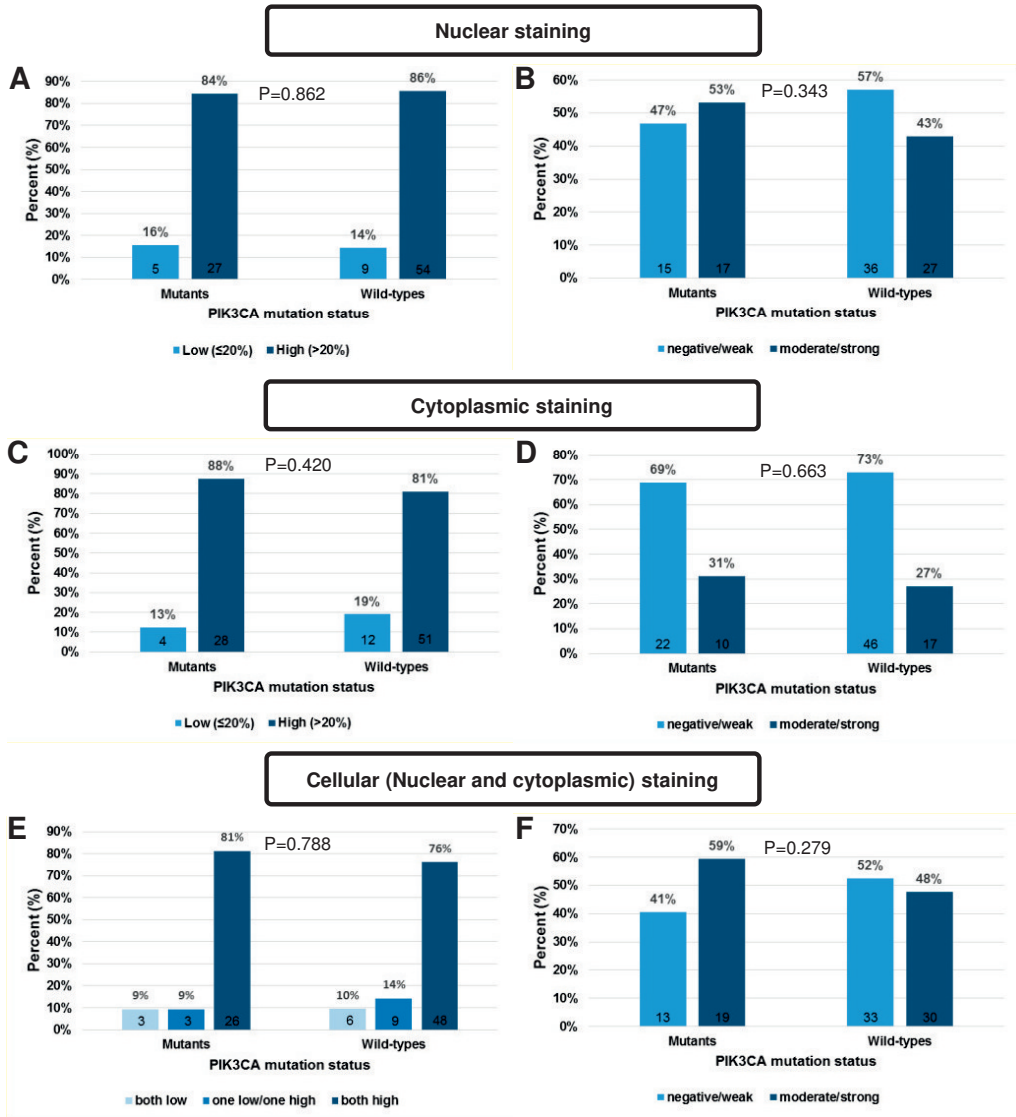 Nuclear staining
A
P=0.862
Percent (%)
90%
80%
70%
60%
50%
40%
30%
20%
10%
0%
16%
84%
14%
86%
5
27
9
54
Mutants
Wild-types
PIK3CA mutation status
Low (≤20%)
High (>20%)
B
P=0.343
Percent (%)
60%
50%
40%
30%
20%
10%
0%
47%
53%
57%
43%
15
17
36
27
Mutants
Wild-types
PIK3CA mutation status
negative/weak
moderate/strong
Cytoplasmic staining
C
P=0.420
Percent (%)
100%
90%
80%
70%
60%
50%
40%
30%
20%
10%
0%
13%
88%
19%
81%
4
28
12
51
Mutants
Wild-types
PIK3CA mutation status
Low (≤20%)
High (>20%)
D
P=0.663
Percent (%)
80%
70%
60%
50%
40%
30%
20%
10%
0%
69%
31%
73%
27%
22
10
46
17
Mutants
Wild-types
PIK3CA mutation status
negative/weak
moderate/strong
Cellular (Nuclear and cytoplasmic) staining
E
P=0.788
Percent (%)
90%
80%
70%
60%
50%
40%
30%
20%
10%
0%
9%
9%
81%
10%
14%
76%
3
3
26
6
9
48
Mutants
Wild-types
PIK3CA mutation status
both low
one low/one high
both high
F
P=0.279
Percent (%)
70%
60%
50%
40%
30%
20%
10%
0%
41%
59%
52%
48%
13
19
33
30
Mutants
Wild-types
PIK3CA mutation status
negative/weak
moderate/strong